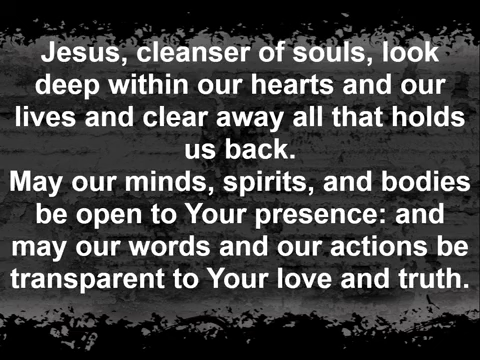 Jesus, cleanser of souls, look
deep within our hearts and our
lives and clear away all that holds
us back.
May our minds, spirits, and bodies
be open to Your presence: and
may our words and our actions be
transparent to Your love and truth.